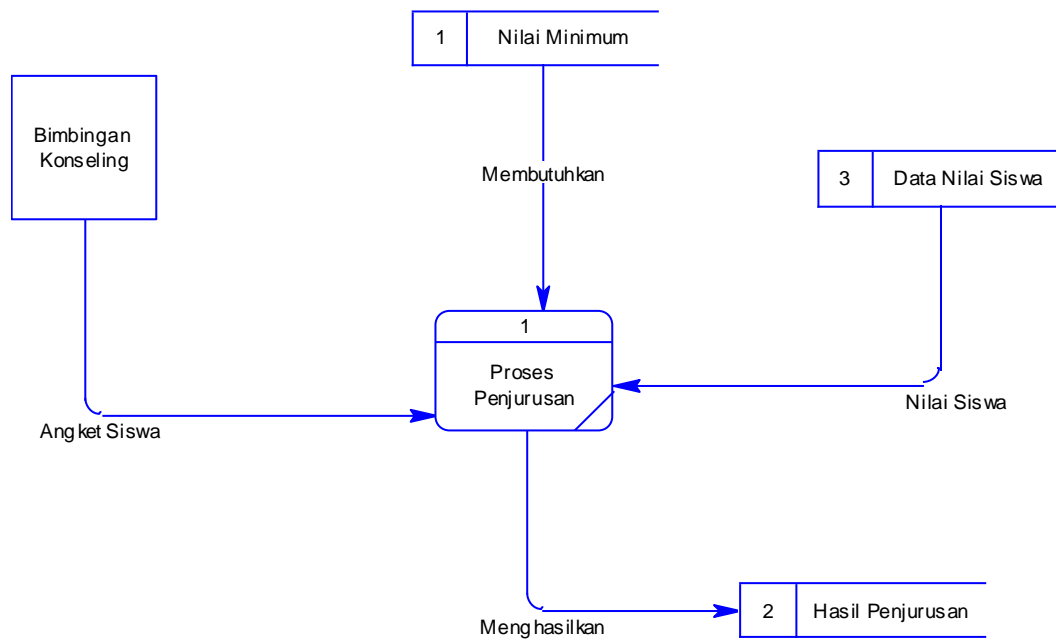 1 Nilai Minimum
Bimbingan
Konseling
Membutuhkan
3 Data Nilai Siswa
1
Proses
Penjurusan
Nilai Siswa
Angket Siswa
2 Hasil Penjurusan
Menghasilkan